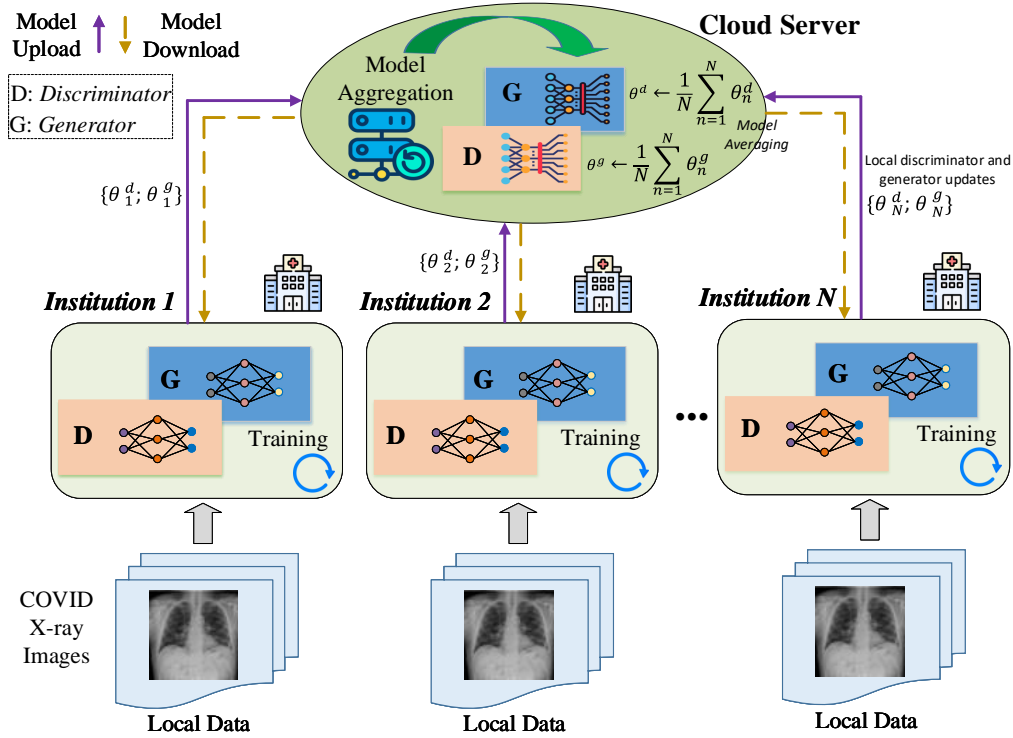 Model Upload
Model Download
D: Discriminator
G: Generator
Cloud Server
Model
Aggregation
G
D
θ^d ← 1/N ∑_{n=1}^{N} θ_n^d
θ^g ← 1/N ∑_{n=1}^{N} θ_n^g
Model
Averaging
{θ_1^d; θ_1^g}
{θ_2^d; θ_2^g}
Local discriminator and
generator updates
{θ_N^d; θ_N^g}
Institution 1
Institution 2
Institution N
G
D
Training
G
D
Training
...
G
D
Training
COVID
X-ray
Images
Local Data
Local Data
Local Data